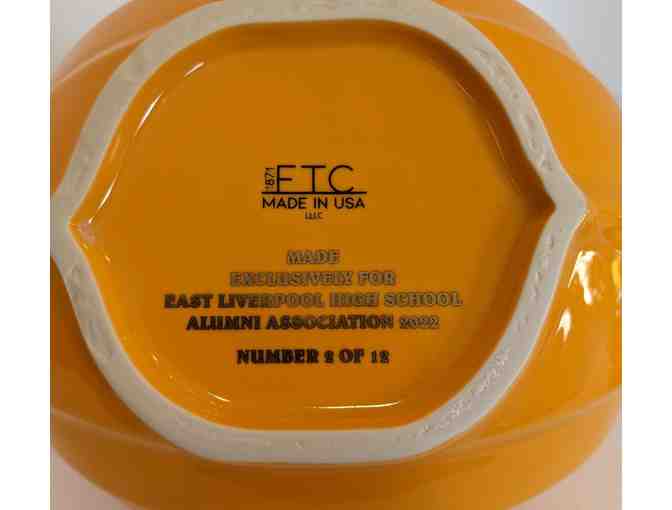 1871 FTC
MADE IN USA
LLLC
MADE
EXCLUSIVELY FOR
EAST LIVERPOOL HIGH SCHOOL
ALUMNI ASSOCIATION 2022
NUMBER 2 OF 12